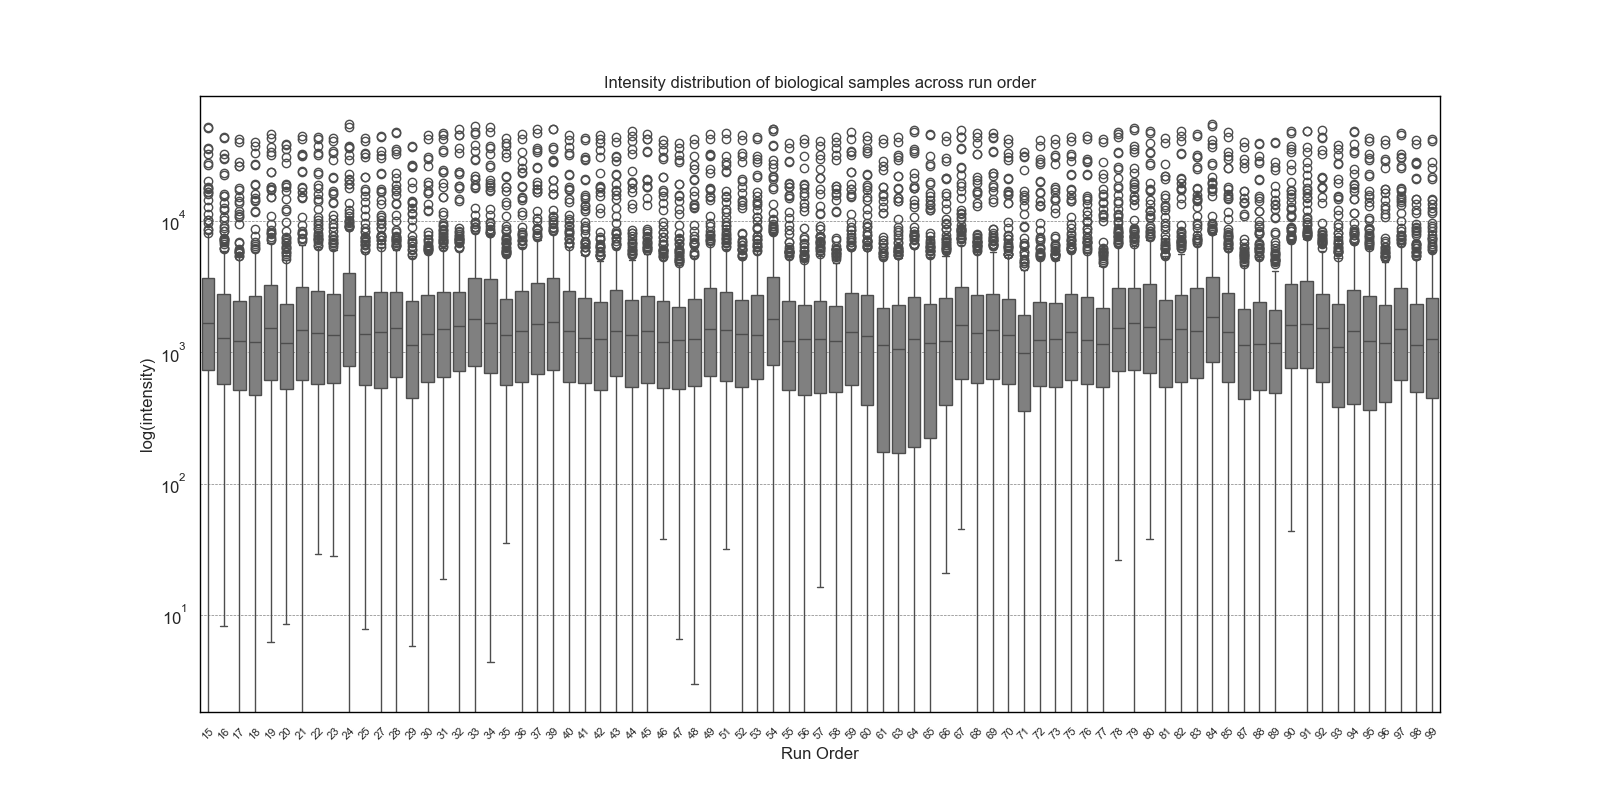 Intensity distribution of biological samples across run order
log(intensity)
10^4
10^3
10^2
10^1
15 16 17 18 19 20 21 22 23 24 25 27 28 29 30 31 32 33 34 35 36 37 39 40 41 42 43 44 45 46 47 48 49 51 52 53 54 55 56 57 58 59 60 61 63 64 65 66 67 68 69 70 71 72 73 75 76 77 78 79 80 81 82 83 84 85 87 88 89 90 91 92 93 94 95 96 97 98 99
Run Order